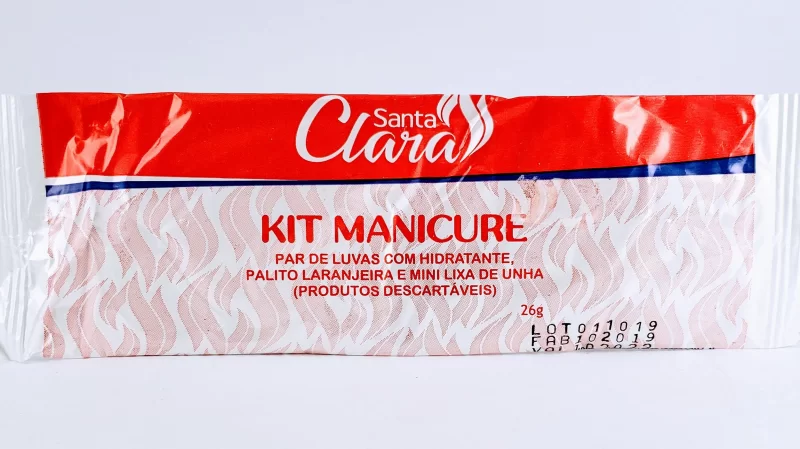 Santa
Clara
KIT MANICURE
PAR DE LUVAS COM HIDRATANTE,
PALITO LARANJEIRA E MINI LIXA DE UNHA
(PRODUTOS DESCARTÁVEIS)
26g
LOT011019
FAB102019